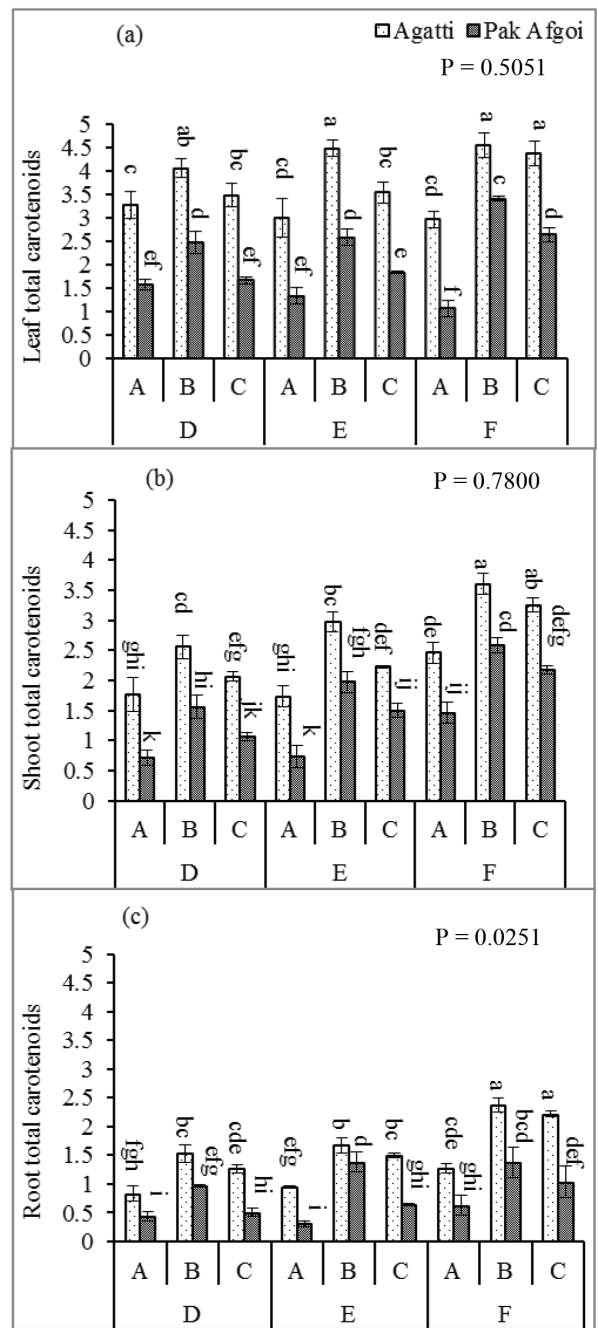 (a)
Agatti Pak Afgoi
P = 0.5051
Leaf total carotenoids
5
4.5
4
3.5
3
2.5
2
1.5
1
0.5
0
c ef ab d bc ef cd ef a d bc e cd f a c a d
A B C A B C A B C
D E F
(b)
P = 0.7800
Shoot total carotenoids
5
4.5
4
3.5
3
2.5
2
1.5
1
0.5
0
ghi k cd hi efg jk ghi k bc fgh def ij de ij a cd ab defg
A B C A B C A B C
D E F
(c)
P = 0.0251
Root total carotenoids
5
4.5
4
3.5
3
2.5
2
1.5
1
0.5
0
fgh i bc efg cde hi efg i b d bc ghi cde ghi a bcd a def
A B C A B C A B C
D E F